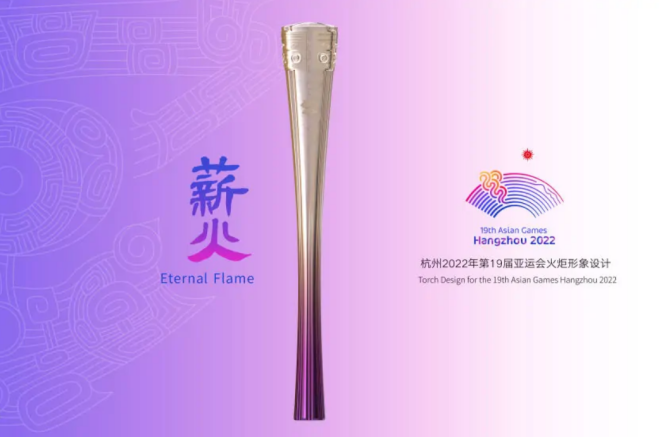 薪火
Eternal Flame
19th Asian Games
Hangzhou 2022
杭州2022年第19届亚运会火炬形象设计
Torch Design for the 19th Asian Games Hangzhou 2022